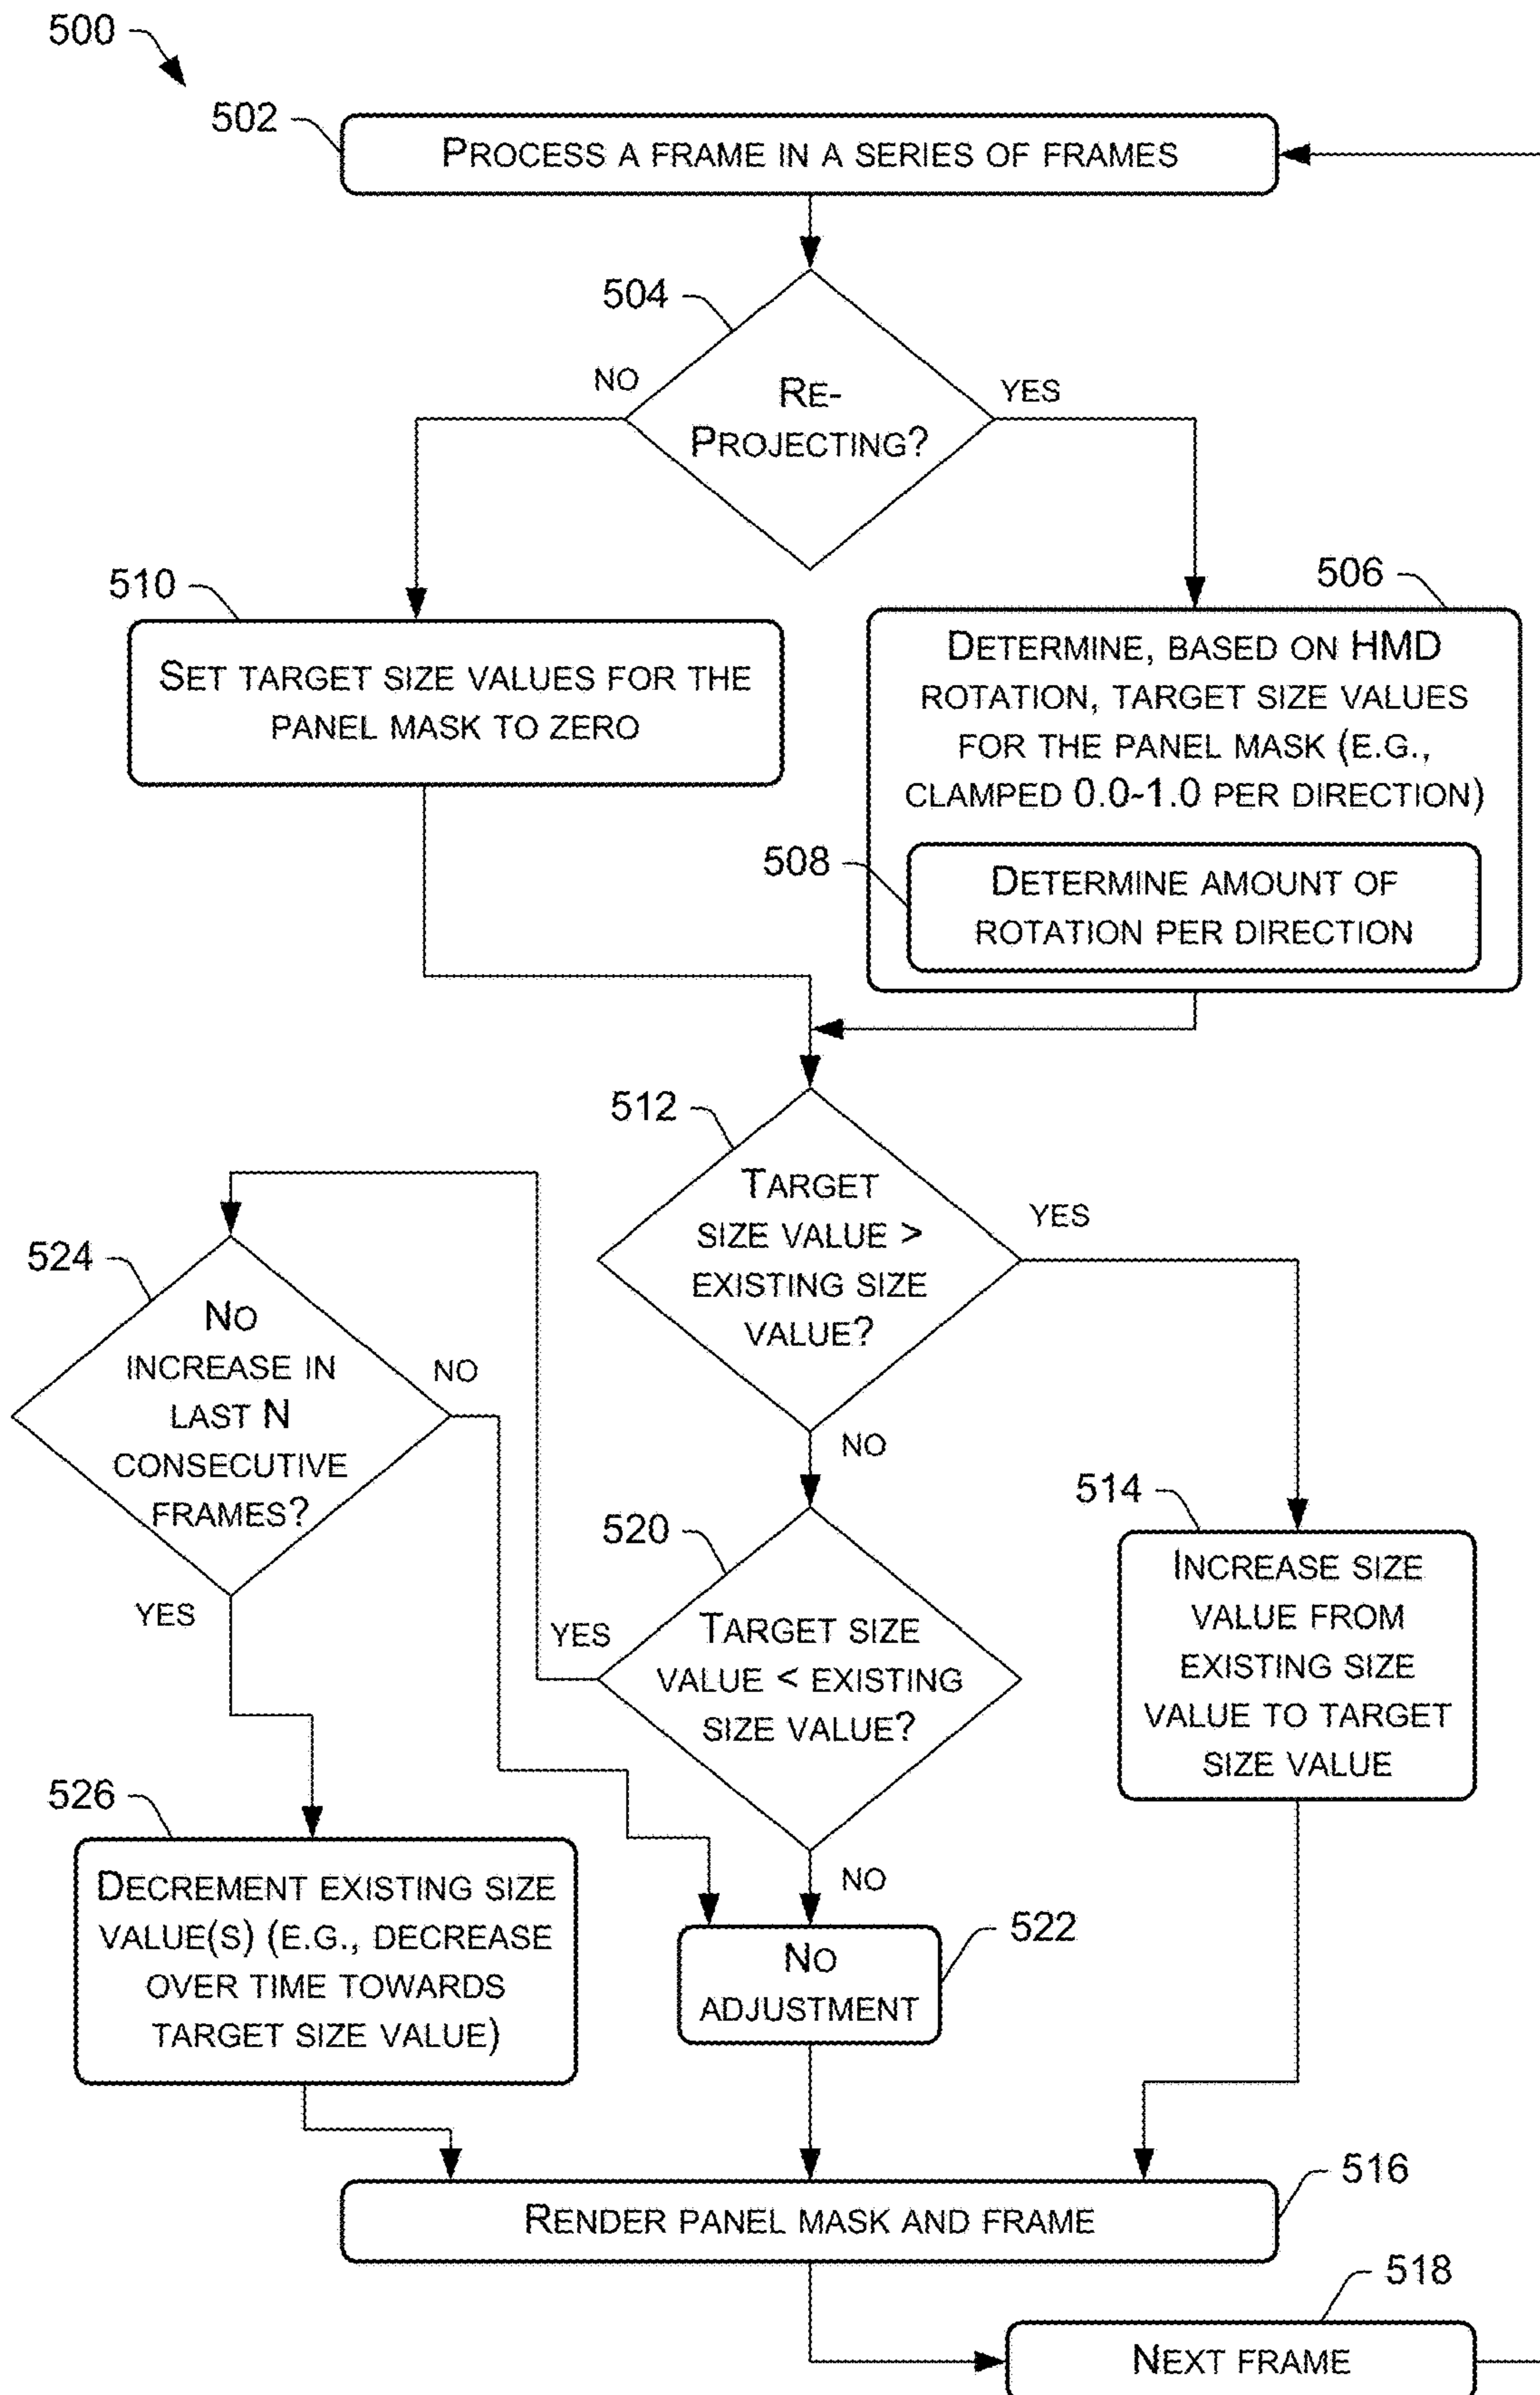 500
502
PROCESS A FRAME IN A SERIES OF FRAMES
504
NO
RE-
PROJECTING?
YES
510
SET TARGET SIZE VALUES FOR THE
PANEL MASK TO ZERO
506
DETERMINE, BASED ON HMD
ROTATION, TARGET SIZE VALUES
FOR THE PANEL MASK (E.G.,
CLAMPED 0.0-1.0 PER DIRECTION)
508
DETERMINE AMOUNT OF
ROTATION PER DIRECTION
512
TARGET
SIZE VALUE >
EXISTING SIZE
VALUE?
YES
NO
524
NO
INCREASE IN
LAST N
CONSECUTIVE
FRAMES?
NO
YES
520
TARGET SIZE
VALUE < EXISTING
SIZE VALUE?
YES
NO
514
INCREASE SIZE
VALUE FROM
EXISTING SIZE
VALUE TO TARGET
SIZE VALUE
526
DECREMENT EXISTING SIZE
VALUE(S) (E.G., DECREASE
OVER TIME TOWARDS
TARGET SIZE VALUE)
522
NO
ADJUSTMENT
516
RENDER PANEL MASK AND FRAME
518
NEXT FRAME